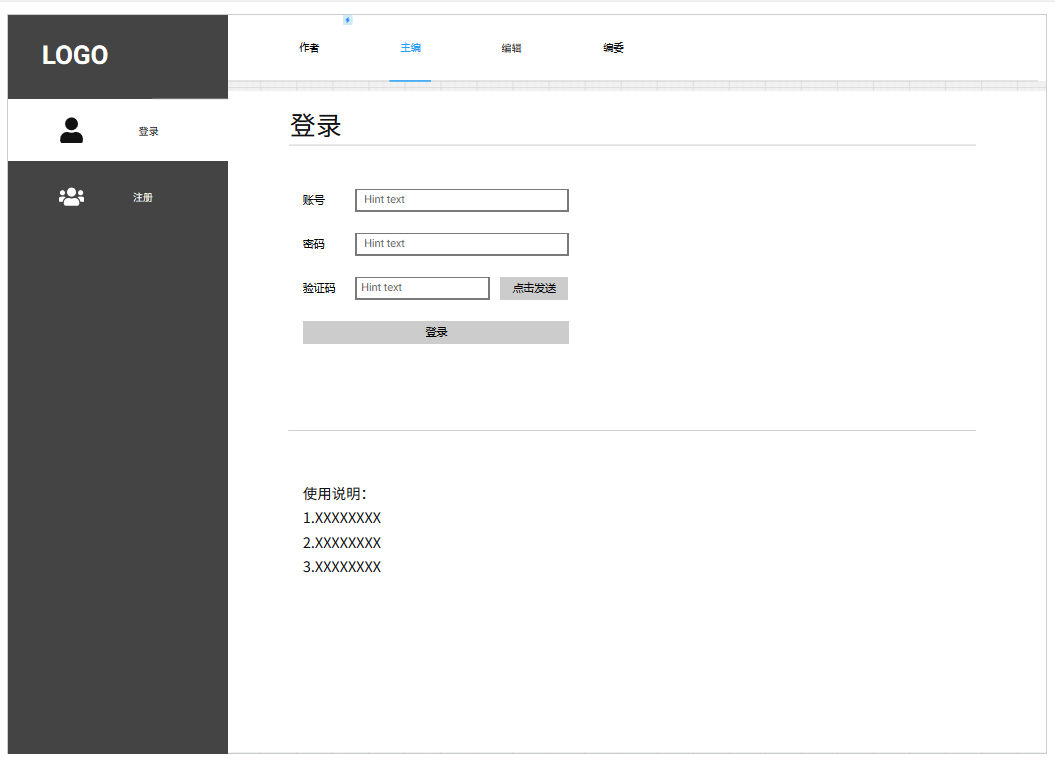 LOGO
作者 主编 编辑 编委
登录
注册
登录
账号 Hint text
密码 Hint text
验证码 Hint text 点击发送
登录
使用说明：
1.XXXXXXXX
2.XXXXXXXX
3.XXXXXXXX